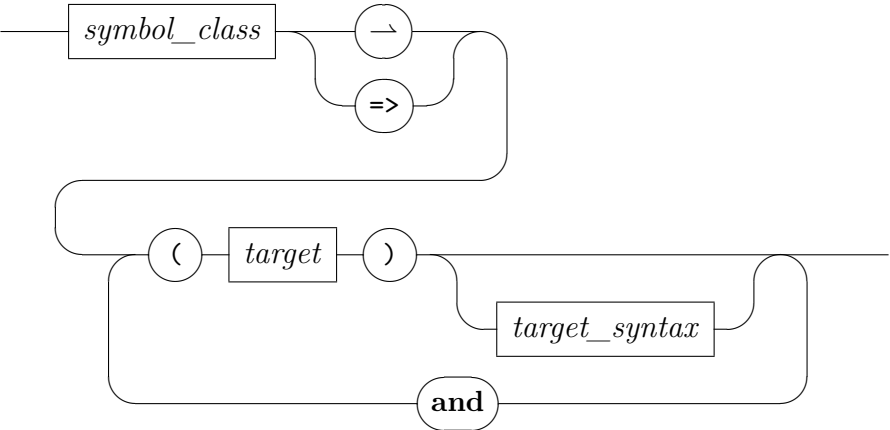 symbol_class ⇀
=>
( target )
target_syntax
and